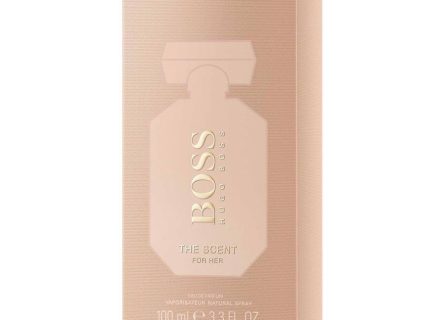 BOSS
HUGO BOSS
THE SCENT
FOR HER
EAU DE PARFUM
VAPORISATEUR NATURAL SPRAY
100 ml ℮ 3.3 FL. OZ.